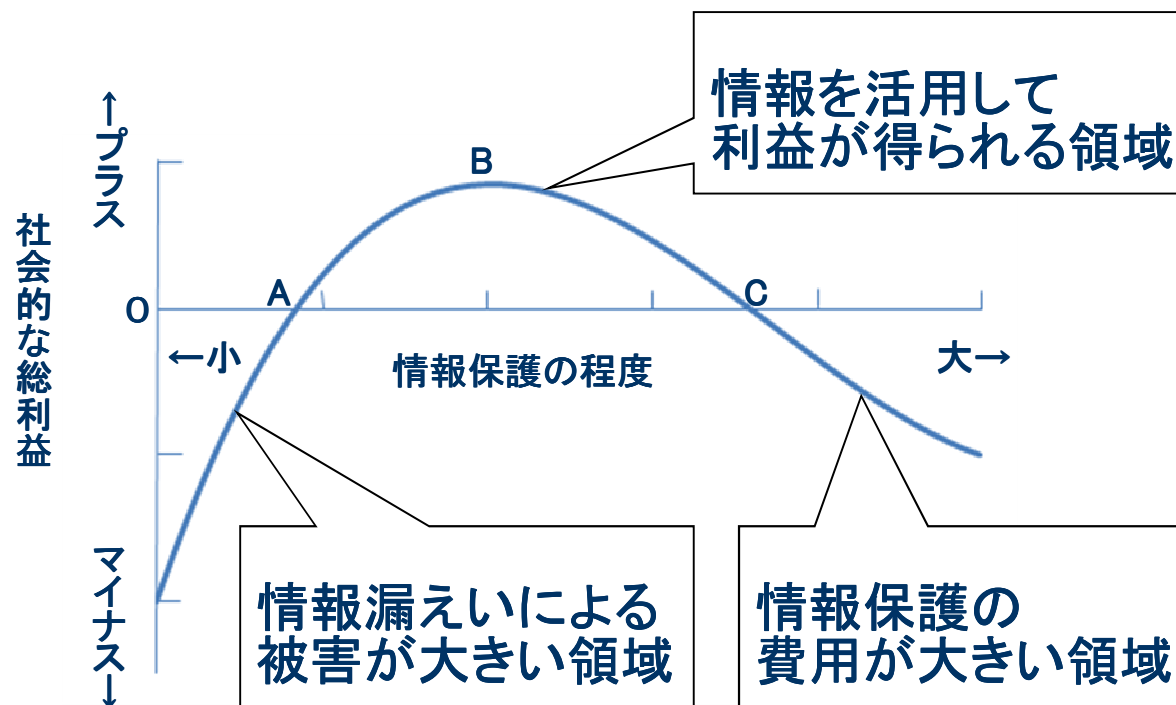 情報を活用して
利益が得られる領域
↑プラス
B
社会的な総利益
A
C
0
←小
情報保護の程度
大→
マイナス↓
情報漏えいによる
被害が大きい領域
情報保護の
費用が大きい領域